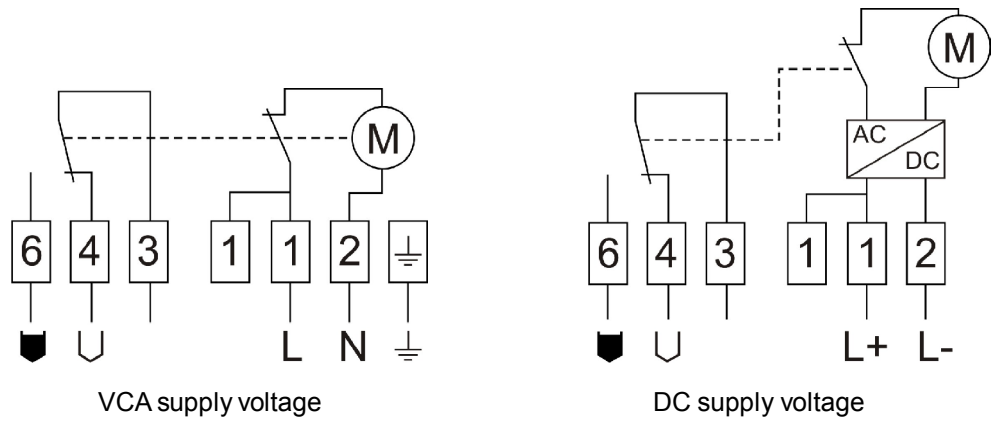 M
M
AC
DC
6 4 3 1 1 2
6 4 3 1 1 2
L N
L+ L-
VCA supply voltage
DC supply voltage